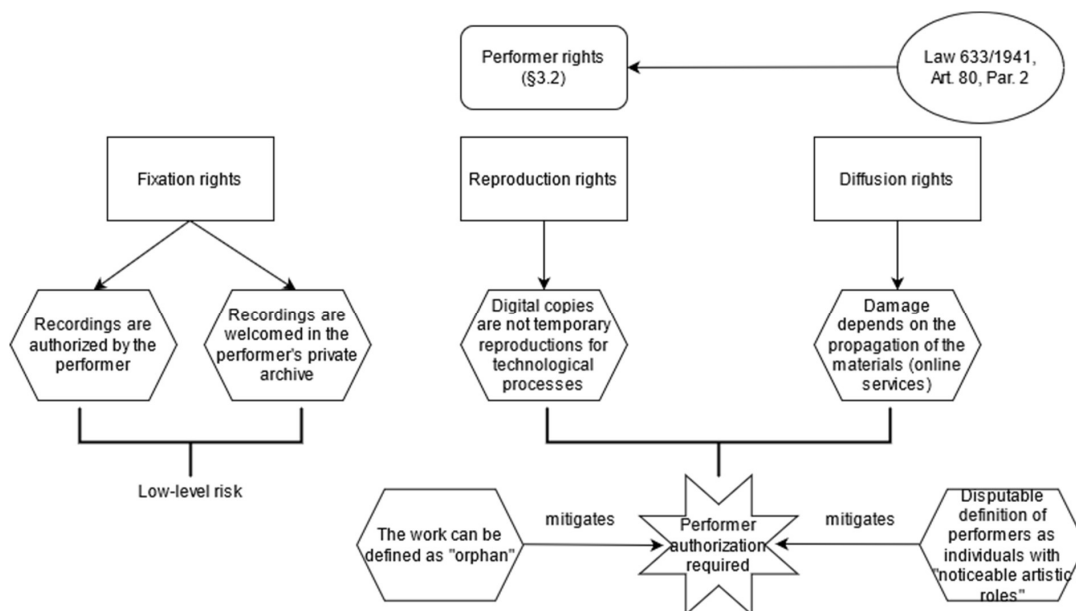 Performer rights
(§3.2)
Law 633/1941,
Art. 80, Par. 2
Fixation rights
Reproduction rights
Diffusion rights
Recordings are
authorized by the
performer
Recordings are
welcomed in the
performer's private
archive
Digital copies
are not temporary
reproductions for
technological
processes
Damage
depends on the
propagation of the
materials (online
services)
Low-level risk
The work can be
defined as "orphan"
mitigates
Performer
authorization
required
mitigates
Disputable
definition of
performers as
individuals with
"noticeable artistic
roles"